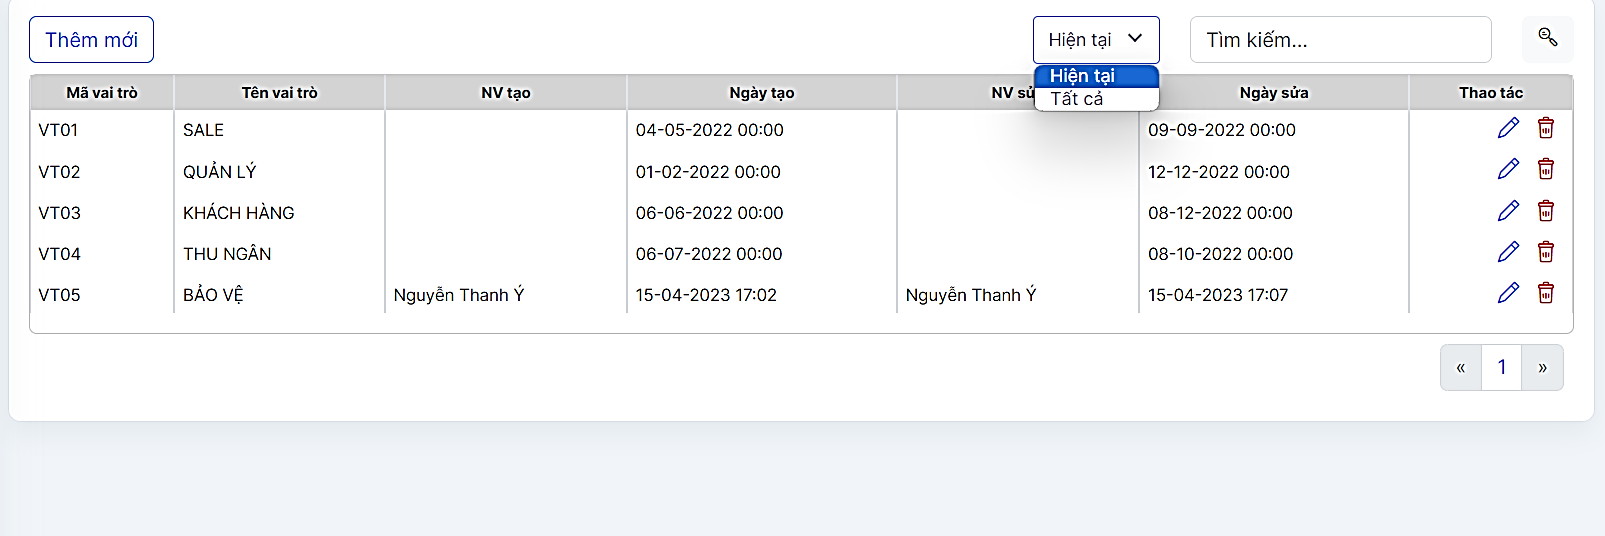 Thêm mới Hiện tại Tìm kiếm...
Hiện tại
Tất cả
Mã vai trò Tên vai trò NV tạo Ngày tạo NV Ngày sửa Thao tác
VT01 SALE 04-05-2022 00:00 09-09-2022 00:00
VT02 QUẢN LÝ 01-02-2022 00:00 12-12-2022 00:00
VT03 KHÁCH HÀNG 06-06-2022 00:00 08-12-2022 00:00
VT04 THU NGÂN 06-07-2022 00:00 08-10-2022 00:00
VT05 BẢO VỆ Nguyễn Thanh Ý 15-04-2023 17:02 Nguyễn Thanh Ý 15-04-2023 17:07
« 1 »